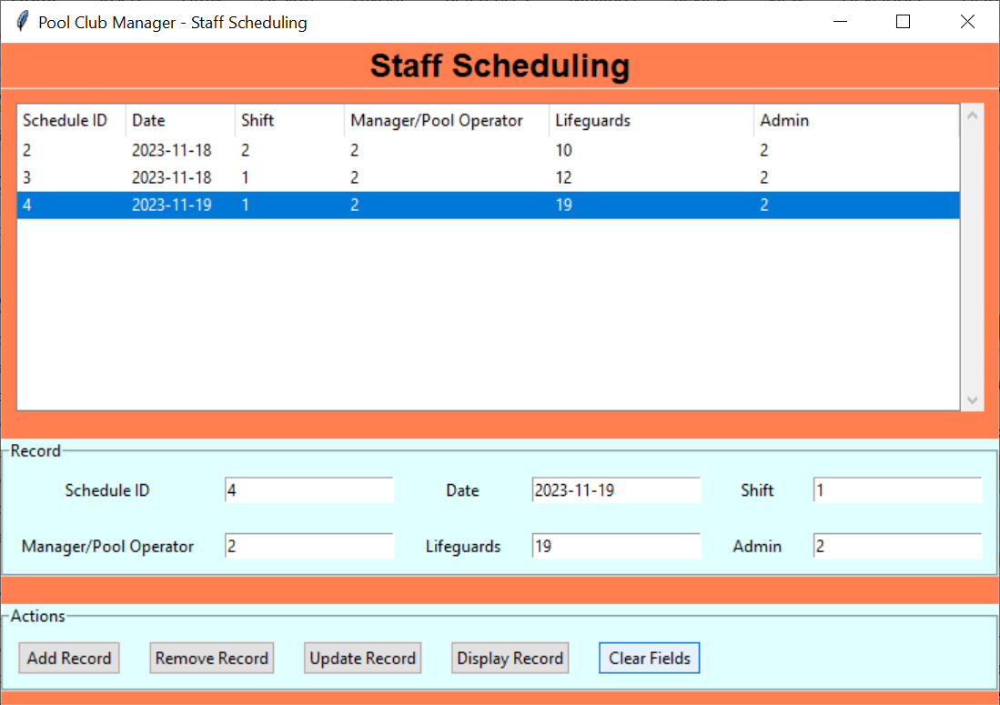 Pool Club Manager - Staff Scheduling
Staff Scheduling
Schedule ID Date Shift Manager/Pool Operator Lifeguards Admin
2 2023-11-18 2 2 10 2
3 2023-11-18 1 2 12 2
4 2023-11-19 1 2 19 2
Record
Schedule ID 4 Date 2023-11-19 Shift 1
Manager/Pool Operator 2 Lifeguards 19 Admin 2
Actions
Add Record Remove Record Update Record Display Record Clear Fields